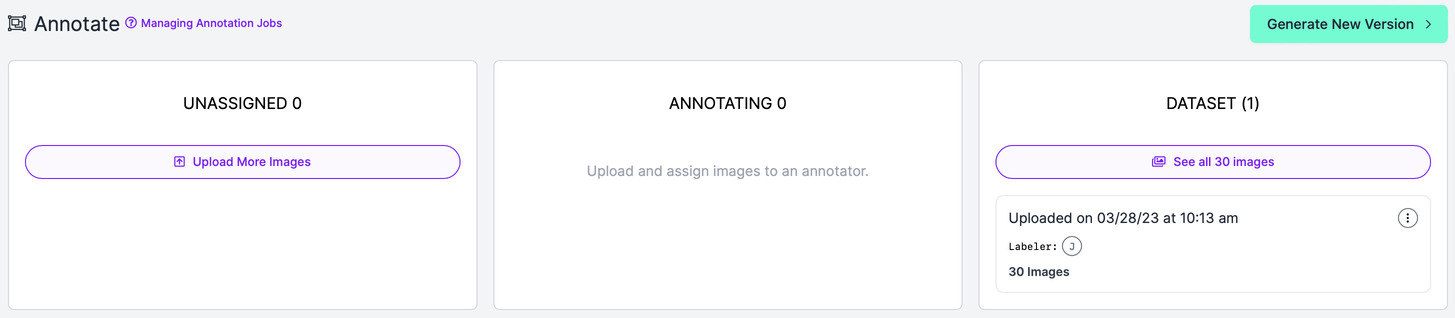 Annotate Managing Annotation Jobs
Generate New Version
UNASSIGNED 0
Upload More Images
ANNOTATING 0
Upload and assign images to an annotator.
DATASET (1)
See all 30 images
Uploaded on 03/28/23 at 10:13 am
Labeler: J
30 Images